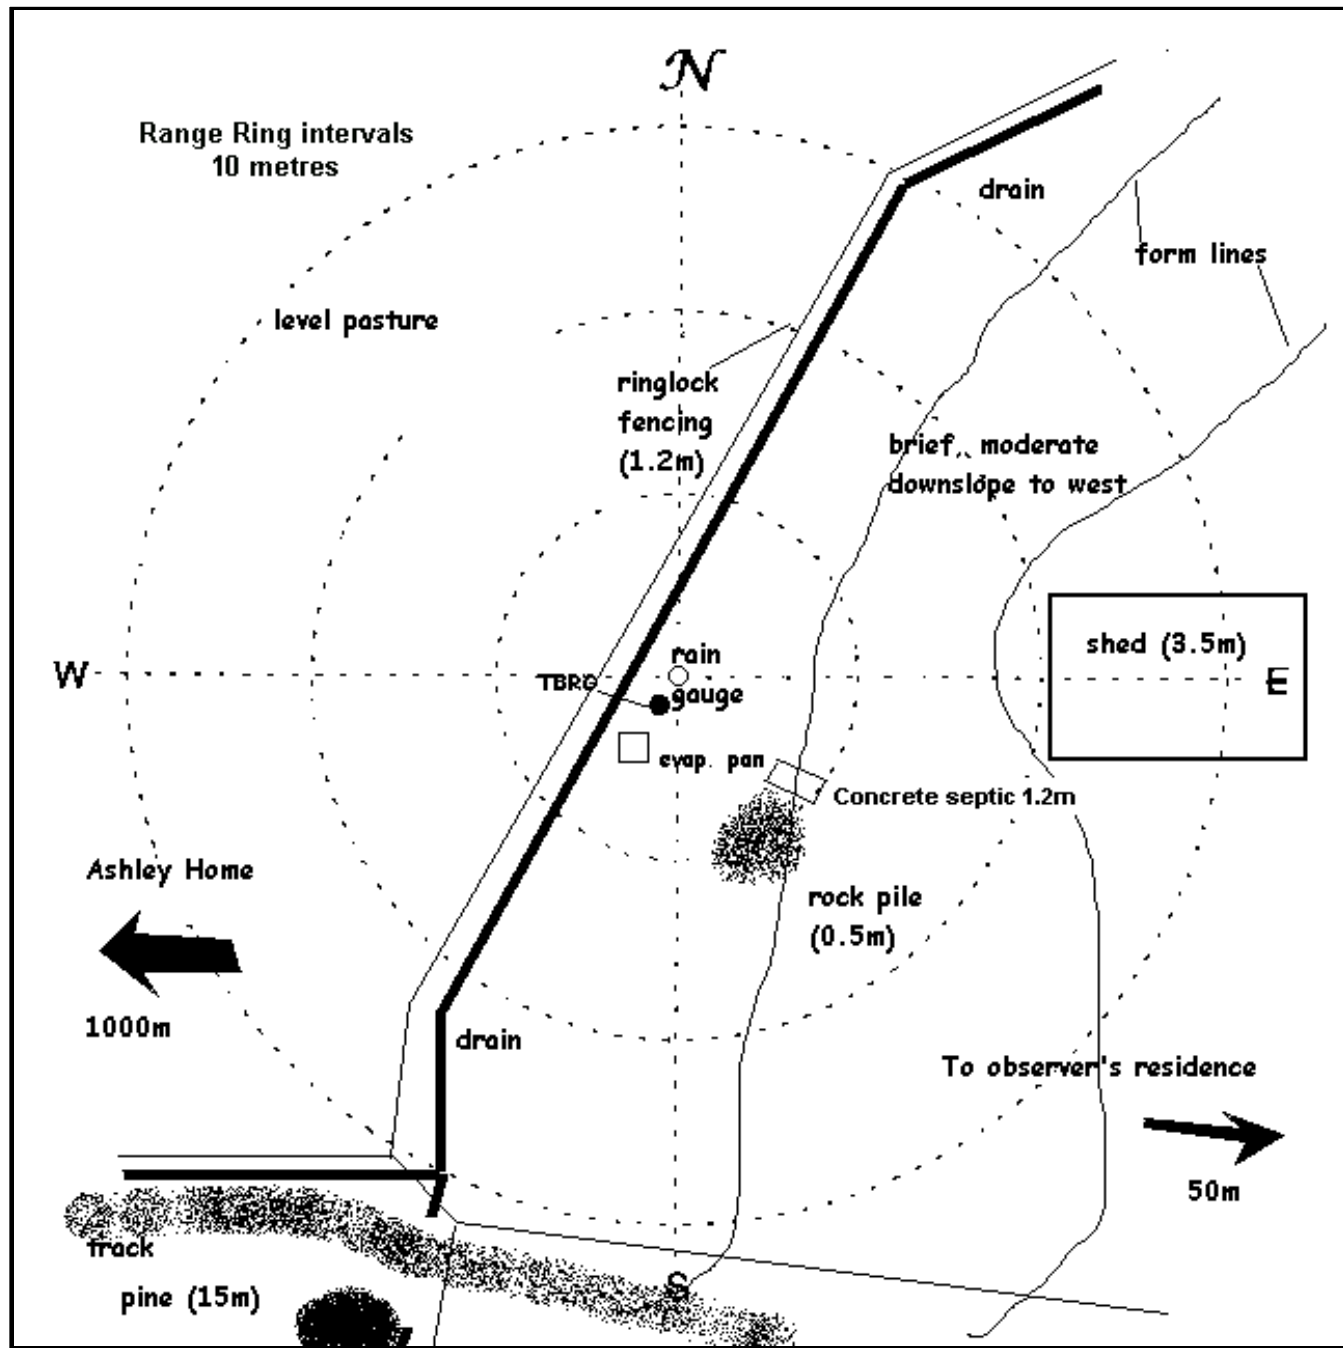 N
Range Ring intervals
10 metres
drain
form lines
level pasture
ringlock
fencing
(1.2m)
brief, moderate
downslope to west
W
TBRG
rain
gauge
shed (3.5m)
E
evap. pan
Concrete septic 1.2m
Ashley Home
rock pile
(0.5m)
1000m
drain
To observer's residence
50m
track
pine (15m)
S